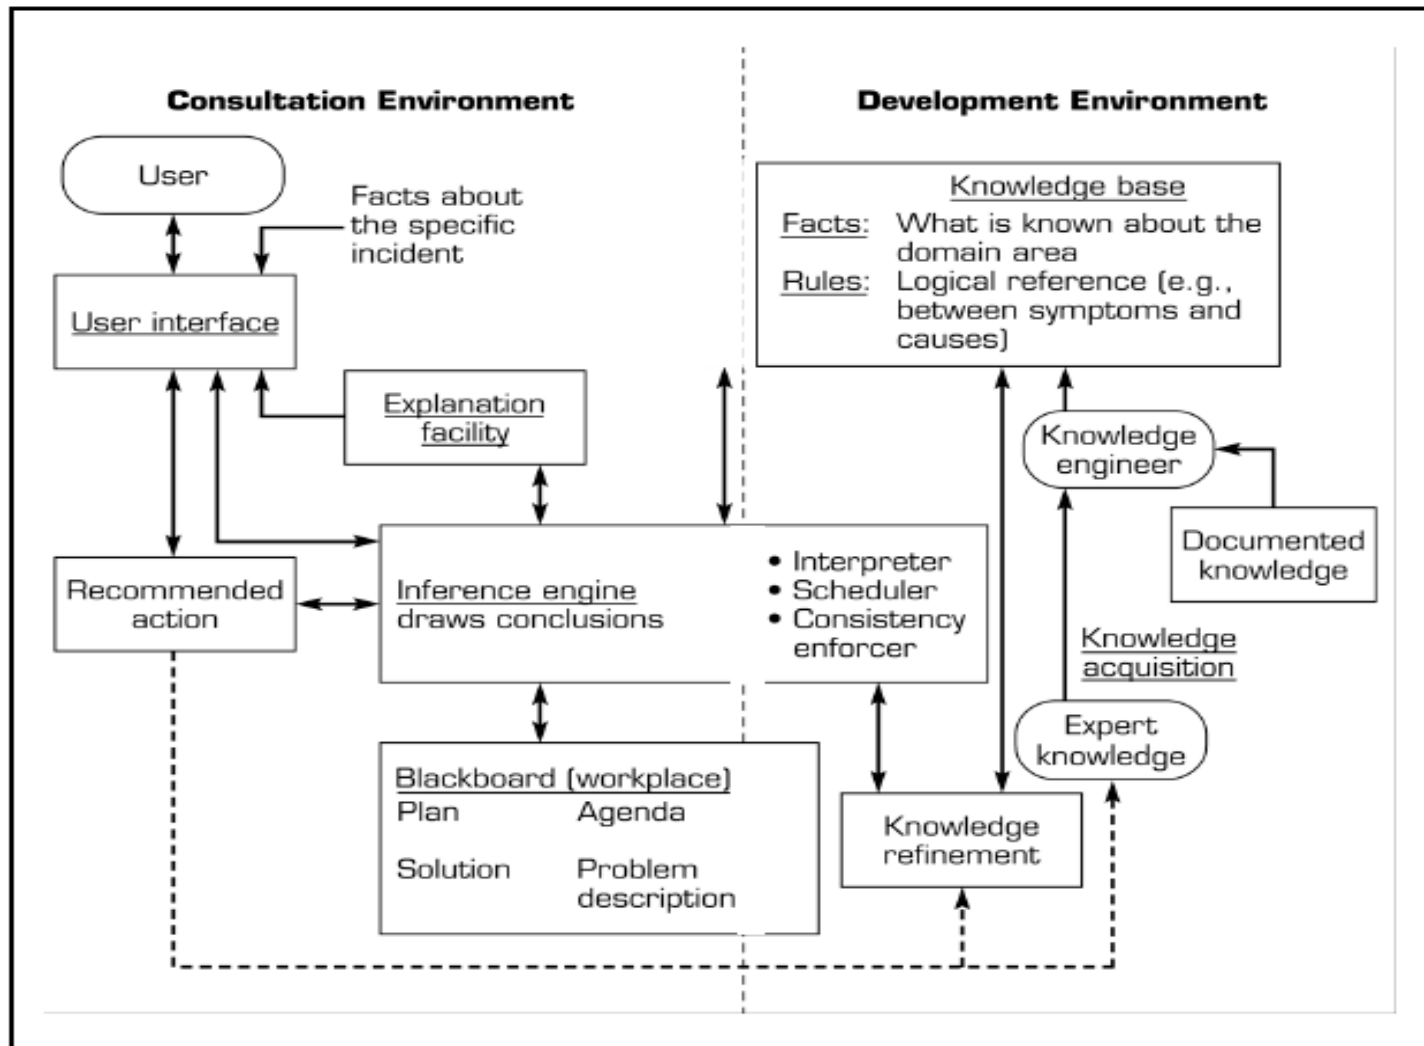 Consultation Environment
Development Environment
User
Facts about
the specific
incident
User interface
Explanation
facility
Recommended
action
Inference engine
draws conclusions
• Interpreter
• Scheduler
• Consistency
enforcer
Blackboard (workplace)
Plan Agenda
Solution Problem
description
Knowledge base
Facts: What is known about the
domain area
Rules: Logical reference (e.g.,
between symptoms and
causes)
Knowledge
engineer
Documented
knowledge
Knowledge
acquisition
Expert
knowledge
Knowledge
refinement